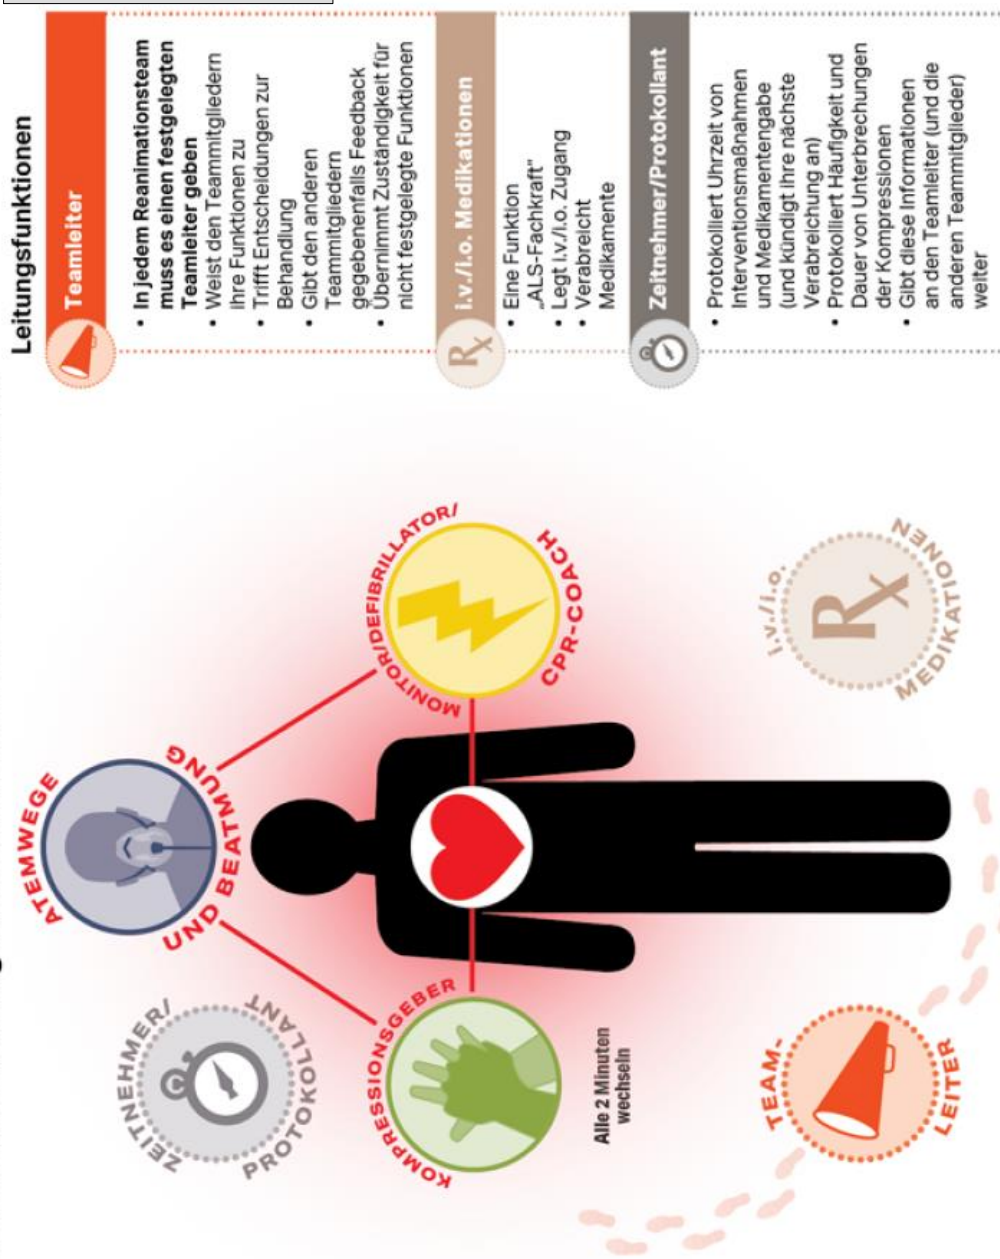 Leitungsfunktionen
Teamleiter
• In jedem Reanimationsteam
muss es einen festgelegten
Teamleiter geben
• Weist den Teammitgliedern
ihre Funktionen zu
• Trifft Entscheidungen zur
Behandlung
• Gibt den anderen
Teammitgliedern
gegebenenfalls Feedback
• Übernimmt Zuständigkeit für
nicht festgelegte Funktionen
Rx
i.v./i.o. Medikationen
• Eine Funktion
„ALS-Fachkraft“
• Legt i.v./i.o. Zugang
• Verabreicht
Medikamente
Zeitnehmer/Protokollant
• Protokolliert Uhrzeit von
Interventionsmaßnahmen
und Medikamentengabe
(und kündigt ihre nächste
Verabreichung an)
• Protokolliert Häufigkeit und
Dauer von Unterbrechungen
der Kompressionen
• Gibt diese Informationen
an den Teamleiter (und die
anderen Teammitglieder)
weiter
ATEMWEGE
UND BEATMUNG
ZEITNEHMER/
PROTOKOLLANT
KOMPRESSIONSGEBER
Alle 2 Minuten
wechseln
MONITOR/DEFIBRILLATOR/
CPR-COACH
TEAM-
LEITER
i.v./i.o.
Rx
MEDIKATIONEN